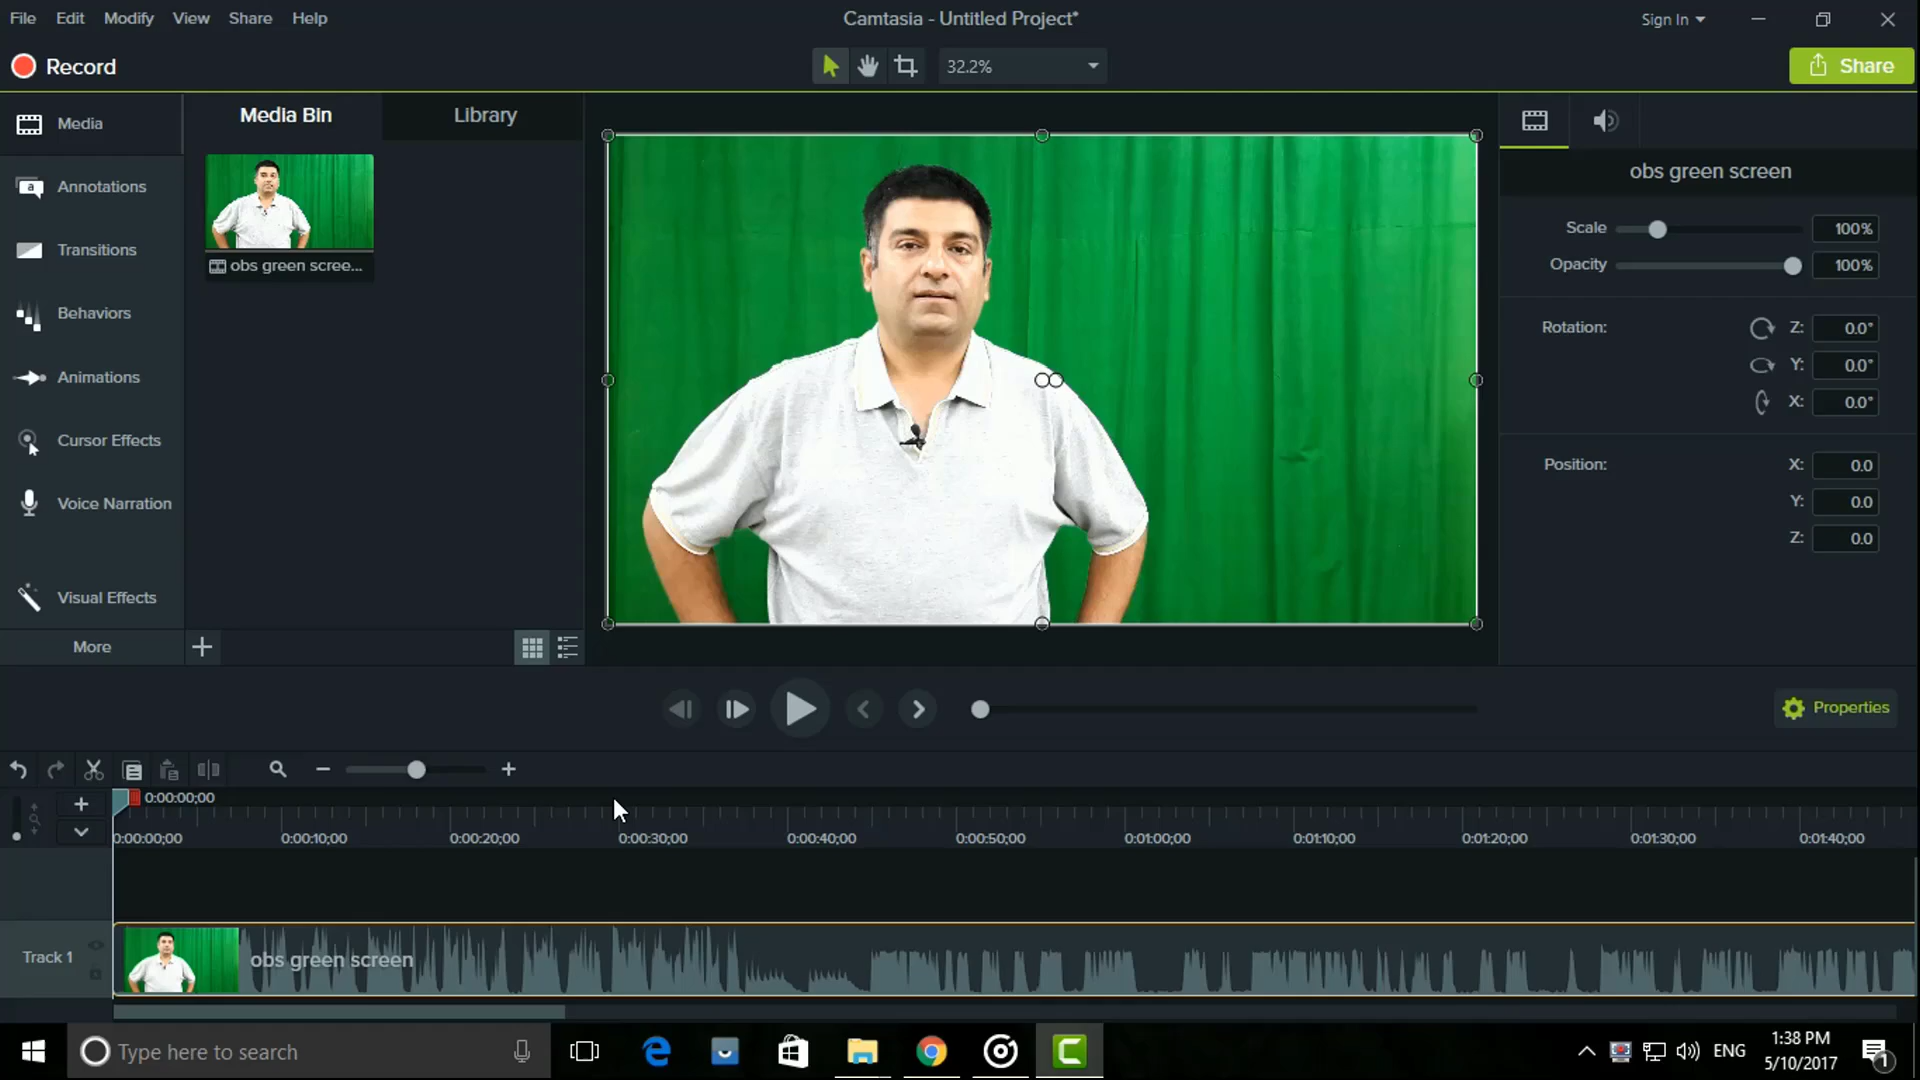 File Edit Modify View Share Help
Camtasia - Untitled Project*
Sign In
Record
32.2%
Share
Media
Media Bin
Library
obs green screen
Annotations
Scale 100%
Transitions
obs green scree...
Opacity 100%
Behaviors
Rotation: Z: 0.0°
Y: 0.0°
Animations
X: 0.0°
Cursor Effects
Position: X: 0.0
Voice Narration
Y: 0.0
Z: 0.0
Visual Effects
More
Properties
0:00:00;00
0:00:00;00 0:00:10;00 0:00:20;00 0:00:30;00 0:00:40;00 0:00:50;00 0:01:00;00 0:01:10;00 0:01:20;00 0:01:30;00 0:01:40;00
Track 1
obs green screen
Type here to search
ENG
1:38 PM
5/10/2017
1